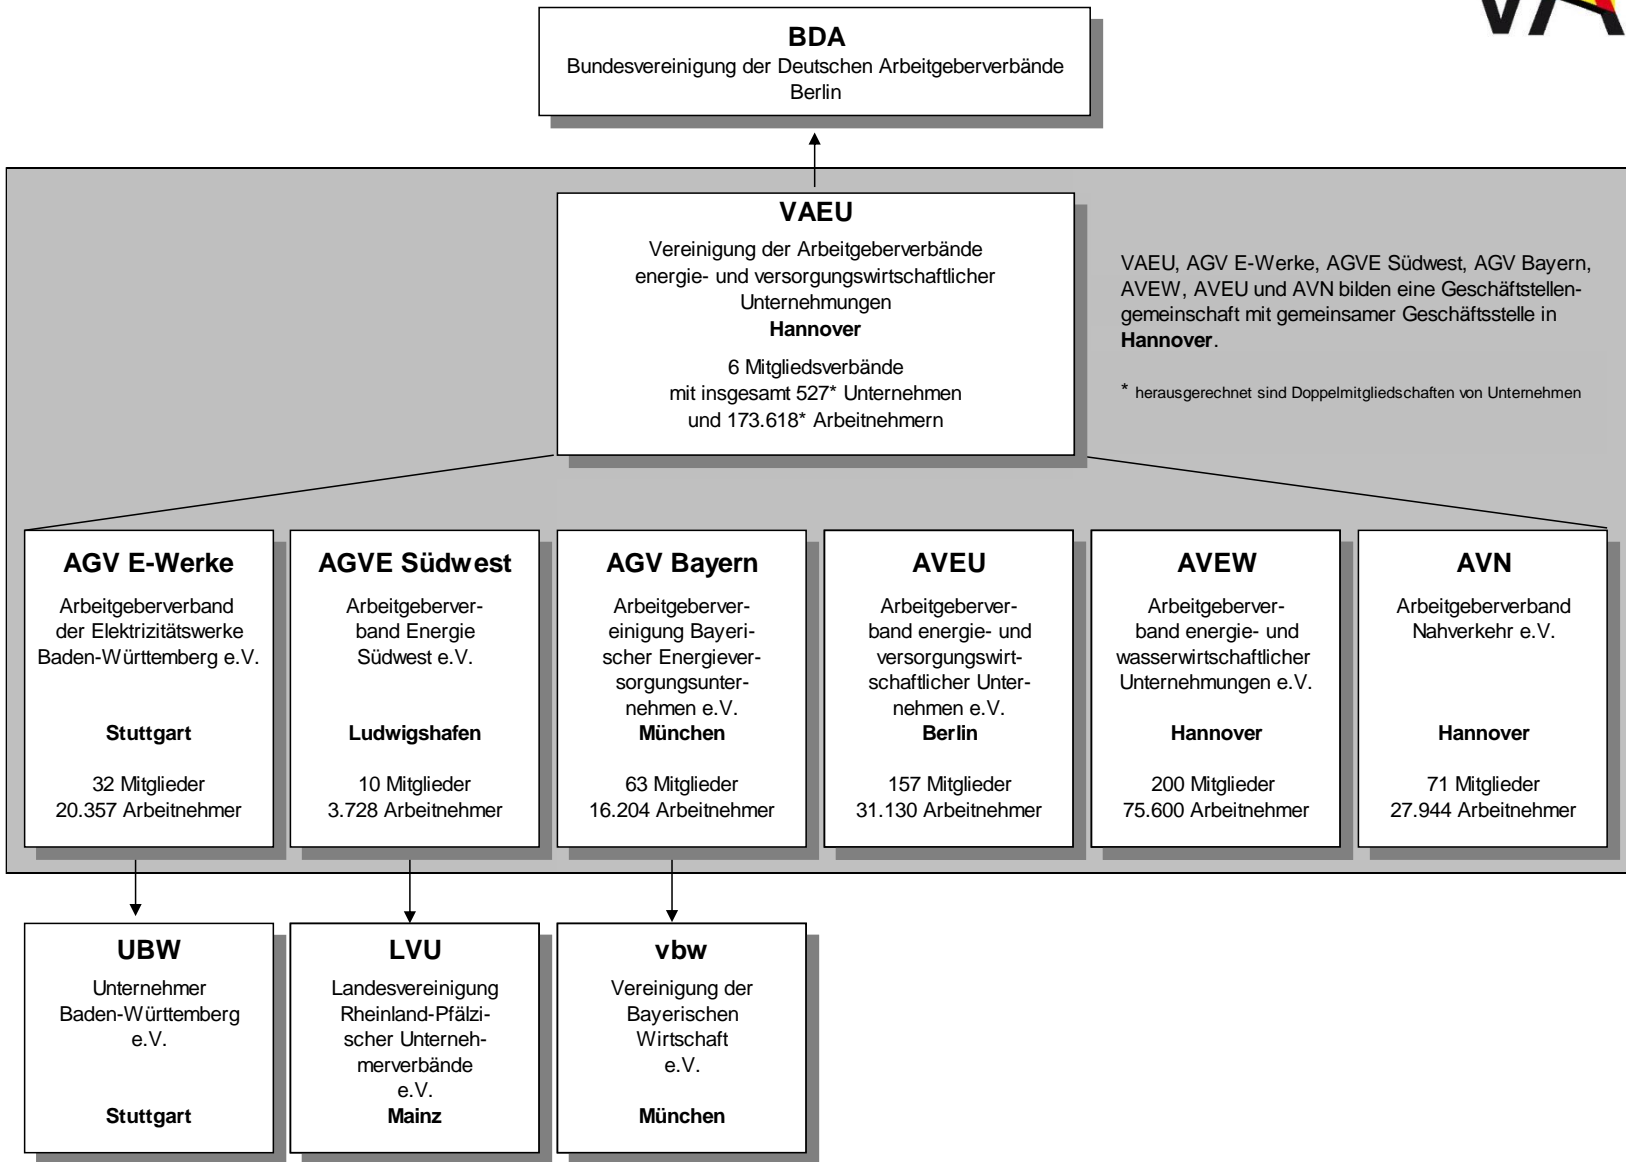 BDA
Bundesvereinigung der Deutschen Arbeitgeberverbände
Berlin
VAEU
Vereinigung der Arbeitgeberverbände
energie- und versorgungswirtschaftlicher
Unternehmungen
Hannover
6 Mitgliedsverbände
mit insgesamt 527* Unternehmen
und 173.618* Arbeitnehmern
VAEU, AGV E-Werke, AGVE Südwest, AGV Bayern,
AVEW, AVEU und AVN bilden eine Geschäftstellen-
gemeinschaft mit gemeinsamer Geschäftsstelle in
Hannover.
* herausgerechnet sind Doppelmitgliedschaften von Unternehmen
AGV E-Werke
Arbeitgeberverband
der Elektrizitätswerke
Baden-Württemberg e.V.
Stuttgart
32 Mitglieder
20.357 Arbeitnehmer
AGVE Südwest
Arbeitgeberver-
band Energie
Südwest e.V.
Ludwigshafen
10 Mitglieder
3.728 Arbeitnehmer
AGV Bayern
Arbeitgeberver-
einigung Bayeri-
scher Energiever-
sorgungsunter-
nehmen e.V.
München
63 Mitglieder
16.204 Arbeitnehmer
AVEU
Arbeitgeberver-
band energie- und
versorgungswirt-
schaftlicher Unter-
nehmen e.V.
Berlin
157 Mitglieder
31.130 Arbeitnehmer
AVEW
Arbeitgeberver-
band energie- und
wasserwirtschaftlicher
Unternehmungen e.V.
Hannover
200 Mitglieder
75.600 Arbeitnehmer
AVN
Arbeitgeberverband
Nahverkehr e.V.
Hannover
71 Mitglieder
27.944 Arbeitnehmer
UBW
Unternehmer
Baden-Württemberg
e.V.
Stuttgart
LVU
Landesvereinigung
Rheinland-Pfälzi-
scher Unterneh-
merverbände
e.V.
Mainz
vbw
Vereinigung der
Bayerischen
Wirtschaft
e.V.
München